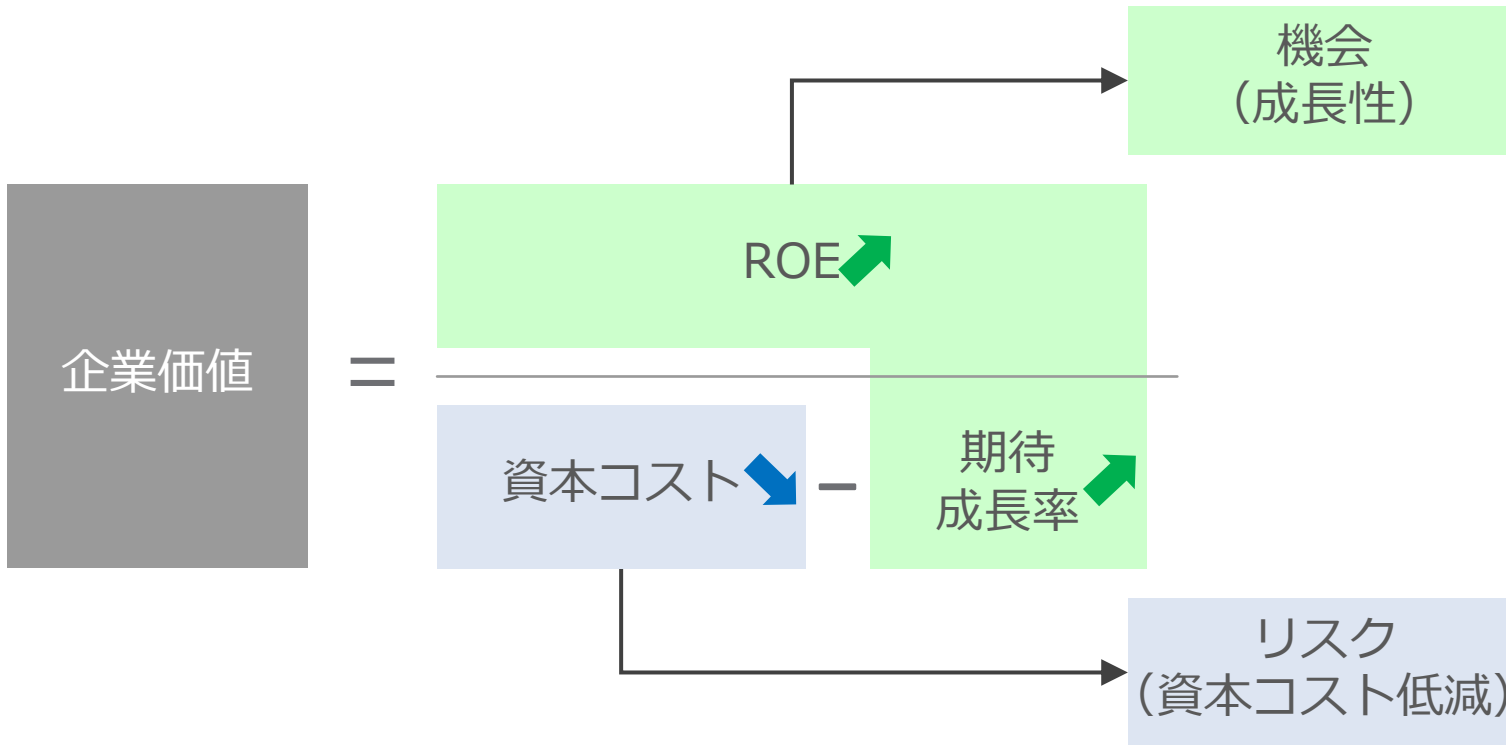 機会
（成長性）
ROE
企業価値
＝
資本コスト
－
期待
成長率
リスク
（資本コスト低減）